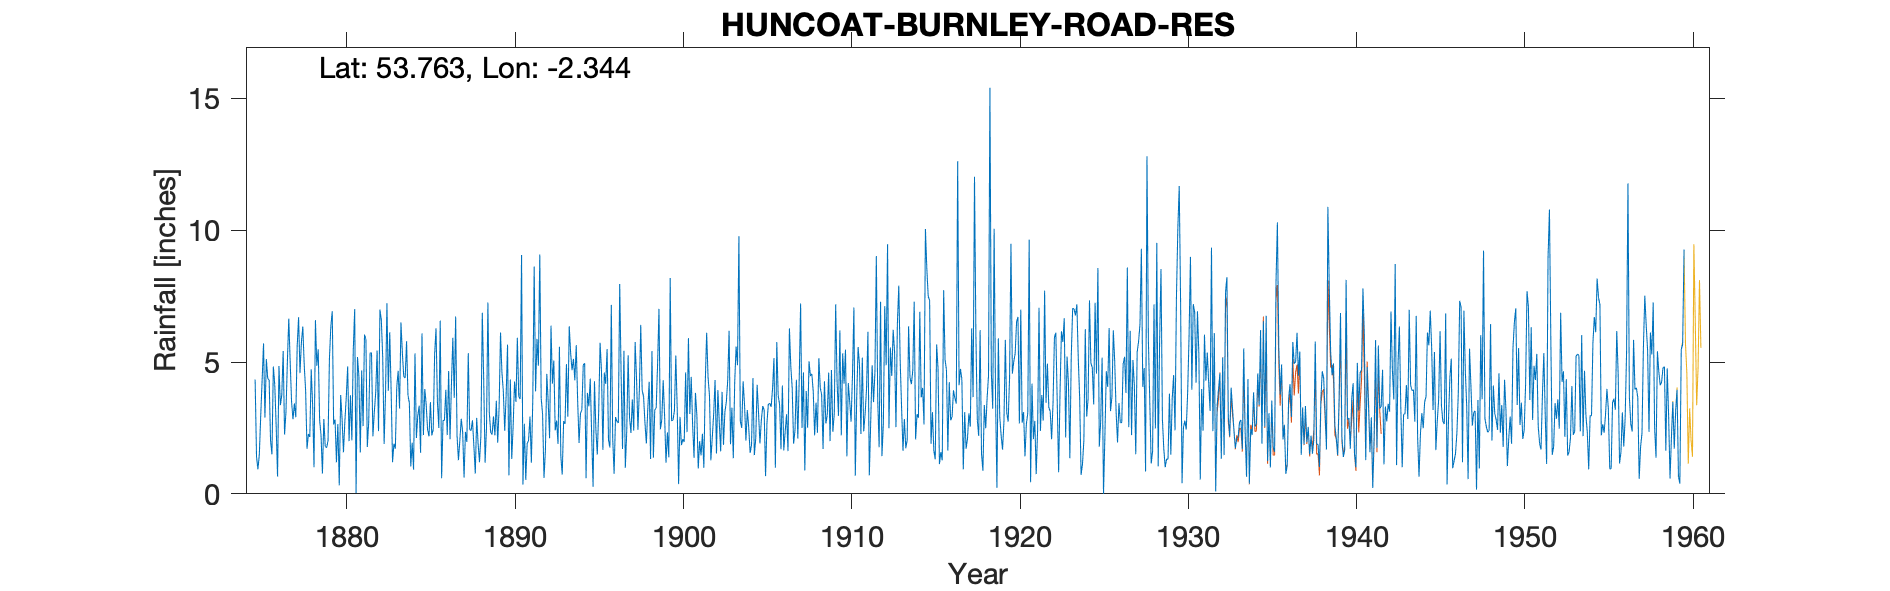 HUNCOAT-BURNLEY-ROAD-RES
Lat: 53.763, Lon: -2.344
15
10
5
0
Rainfall [inches]
1880 1890 1900 1910 1920 1930 1940 1950 1960
Year